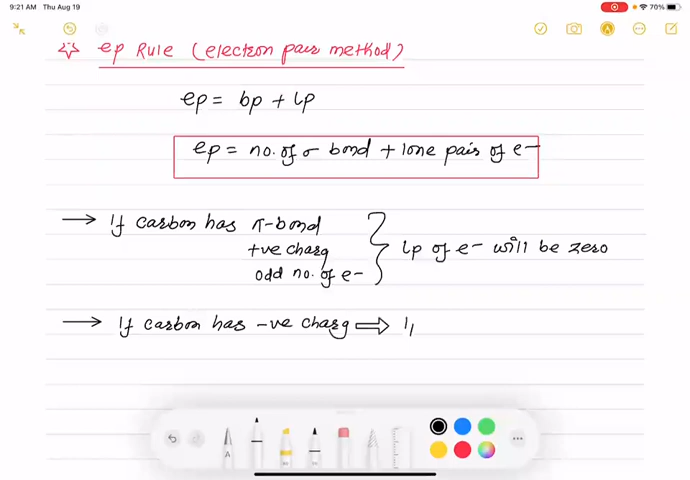 9:21 AM Thu Aug 19
70%
ep Rule (electron pair method)
ep = bp + lp
ep = no. of σ bond + lone pair of e-
→ If carbon has π-bond
+ve charg
odd no. of e-
lp of e- will be zero
→ If carbon has -ve charg ⇒ 1,
A